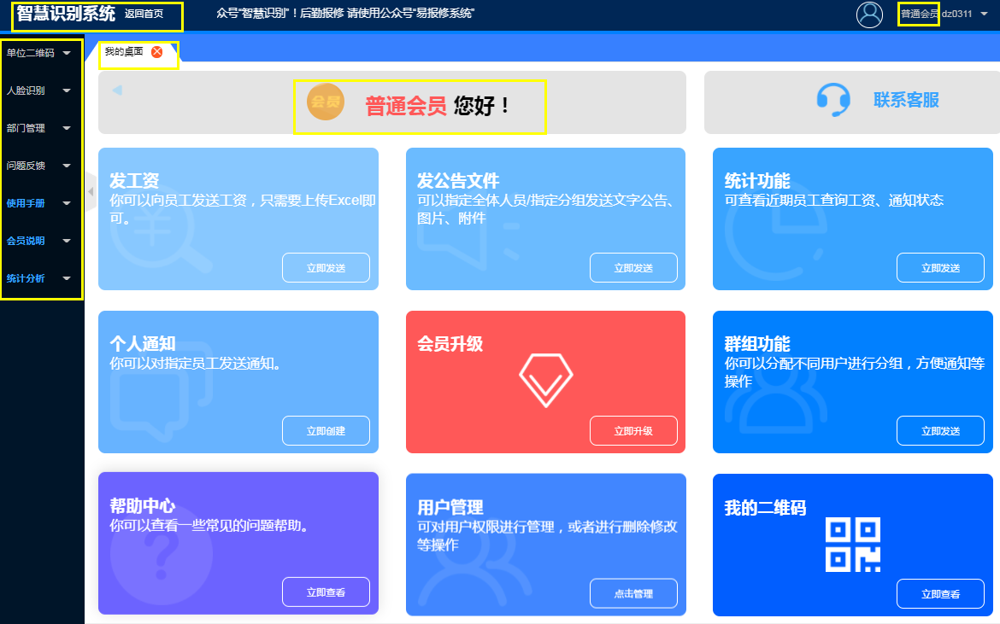 智慧识别系统 返回首页 众号“智慧识别”！后勤报修 请使用公众号“易报修系统” 普通会员 dz0311
单位二维码
人脸识别
部门管理
问题反馈
使用手册
会员说明
统计分析
我的桌面
会员 普通会员 您好！
联系客服
发工资
你可以向员工发送工资，只需要上传Excel即
可。
立即发送
发公告文件
可以指定全体人员/指定分组发送文字公告、
图片、附件
立即发送
统计功能
可查看近期员工查询工资、通知状态
立即发送
个人通知
你可以对指定员工发送通知。
立即创建
会员升级
立即升级
群组功能
你可以分配不同用户进行分组，方便通知等
操作
立即发送
帮助中心
你可以查看一些常见的问题帮助。
立即查看
用户管理
可对用户权限进行管理，或者进行删除修改
等操作
点击管理
我的二维码
立即查看